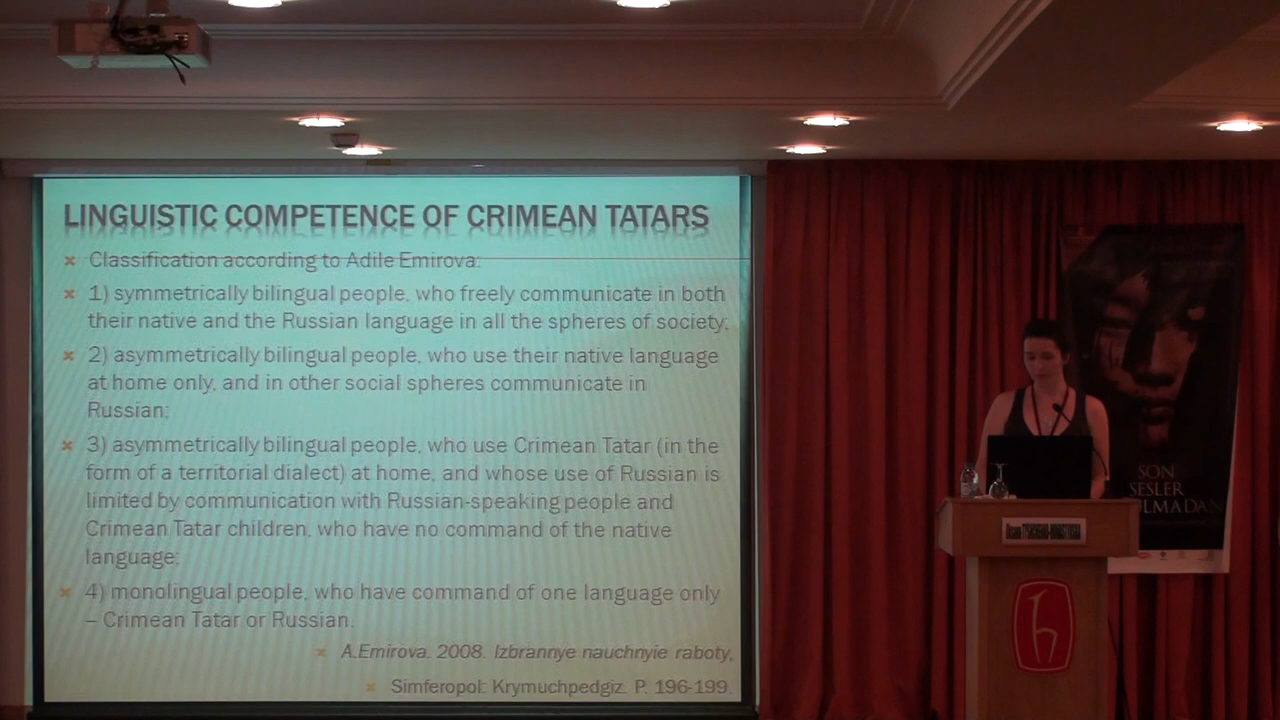 LINGUISTIC COMPETENCE OF CRIMEAN TATARS
Classification according to Adile Emirova:
1) symmetrically bilingual people, who freely communicate in both
their native and the Russian language in all the spheres of society;
2) asymmetrically bilingual people, who use their native language
at home only, and in other social spheres communicate in
Russian;
3) asymmetrically bilingual people, who use Crimean Tatar (in the
form of a territorial dialect) at home, and whose use of Russian is
limited by communication with Russian-speaking people and
Crimean Tatar children, who have no command of the native
language;
4) monolingual people, who have command of one language only
– Crimean Tatar or Russian.
A.Emirova. 2008. Izbrannye nauchnyie raboty,
Simferopol: Krymuchpedgiz. P. 196-199.
SON
SESLER